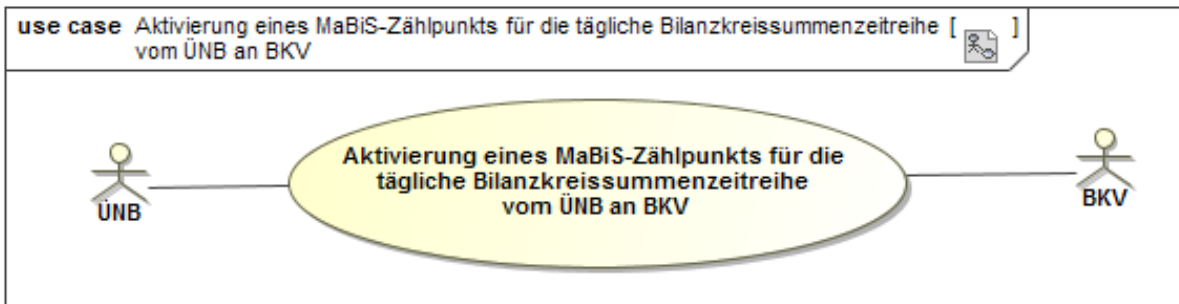 use case Aktivierung eines MaBiS-Zählpunkts für die tägliche Bilanzkreissummenzeitreihe [ ]
vom ÜNB an BKV
Aktivierung eines MaBiS-Zählpunkts für die
tägliche Bilanzkreissummenzeitreihe
vom ÜNB an BKV
ÜNB
BKV